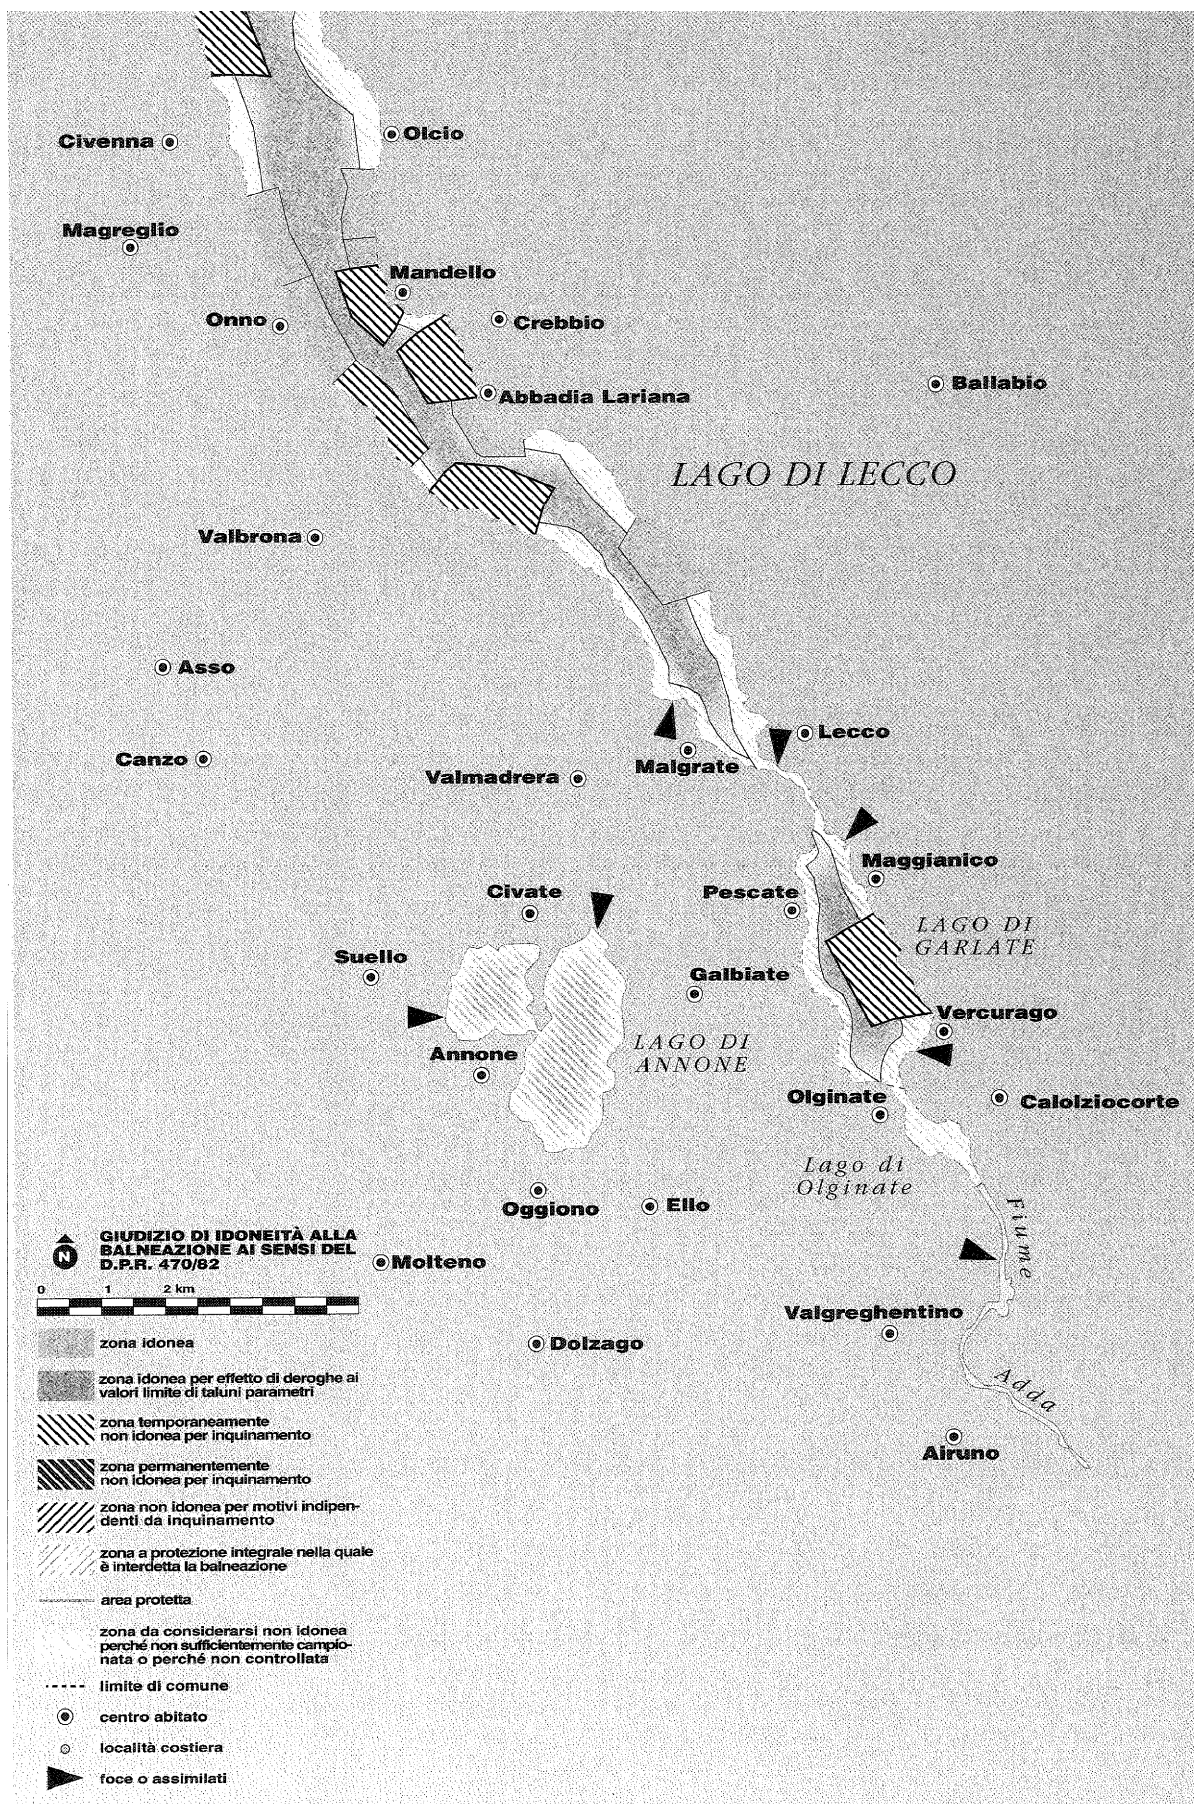 Civenna
Olcio
Magreglio
Mandello
Onno
Crebbio
Ballabio
Abbadia Lariana
LAGO DI LECCO
Valbrona
Asso
Lecco
Canzo
Malgrate
Valmadrera
Maggianico
Civate
Pescate
LAGO DI
GARLATE
Suello
Galbiate
Vercurago
LAGO DI
ANNONE
Annone
Olginate
Calolziocorte
Lago di
Olginate
Oggiono
Ello
Fiume
Adda
Molteno
Valgreghentino
Dolzago
Airuno
N
GIUDIZIO DI IDONEITÀ ALLA
BALNEAZIONE AI SENSI DEL
D.P.R. 470/82
0 1 2 km
zona idonea
zona idonea per effetto di deroghe ai
valori limite di taluni parametri
zona temporaneamente
non idonea per inquinamento
zona permanentemente
non idonea per inquinamento
zona non idonea per motivi indipen-
denti da inquinamento
zona a protezione integrale nella quale
è interdetta la balneazione
area protetta
zona da considerarsi non idonea
perché non sufficientemente campio-
nata o perché non controllata
limite di comune
centro abitato
località costiera
foce o assimilati